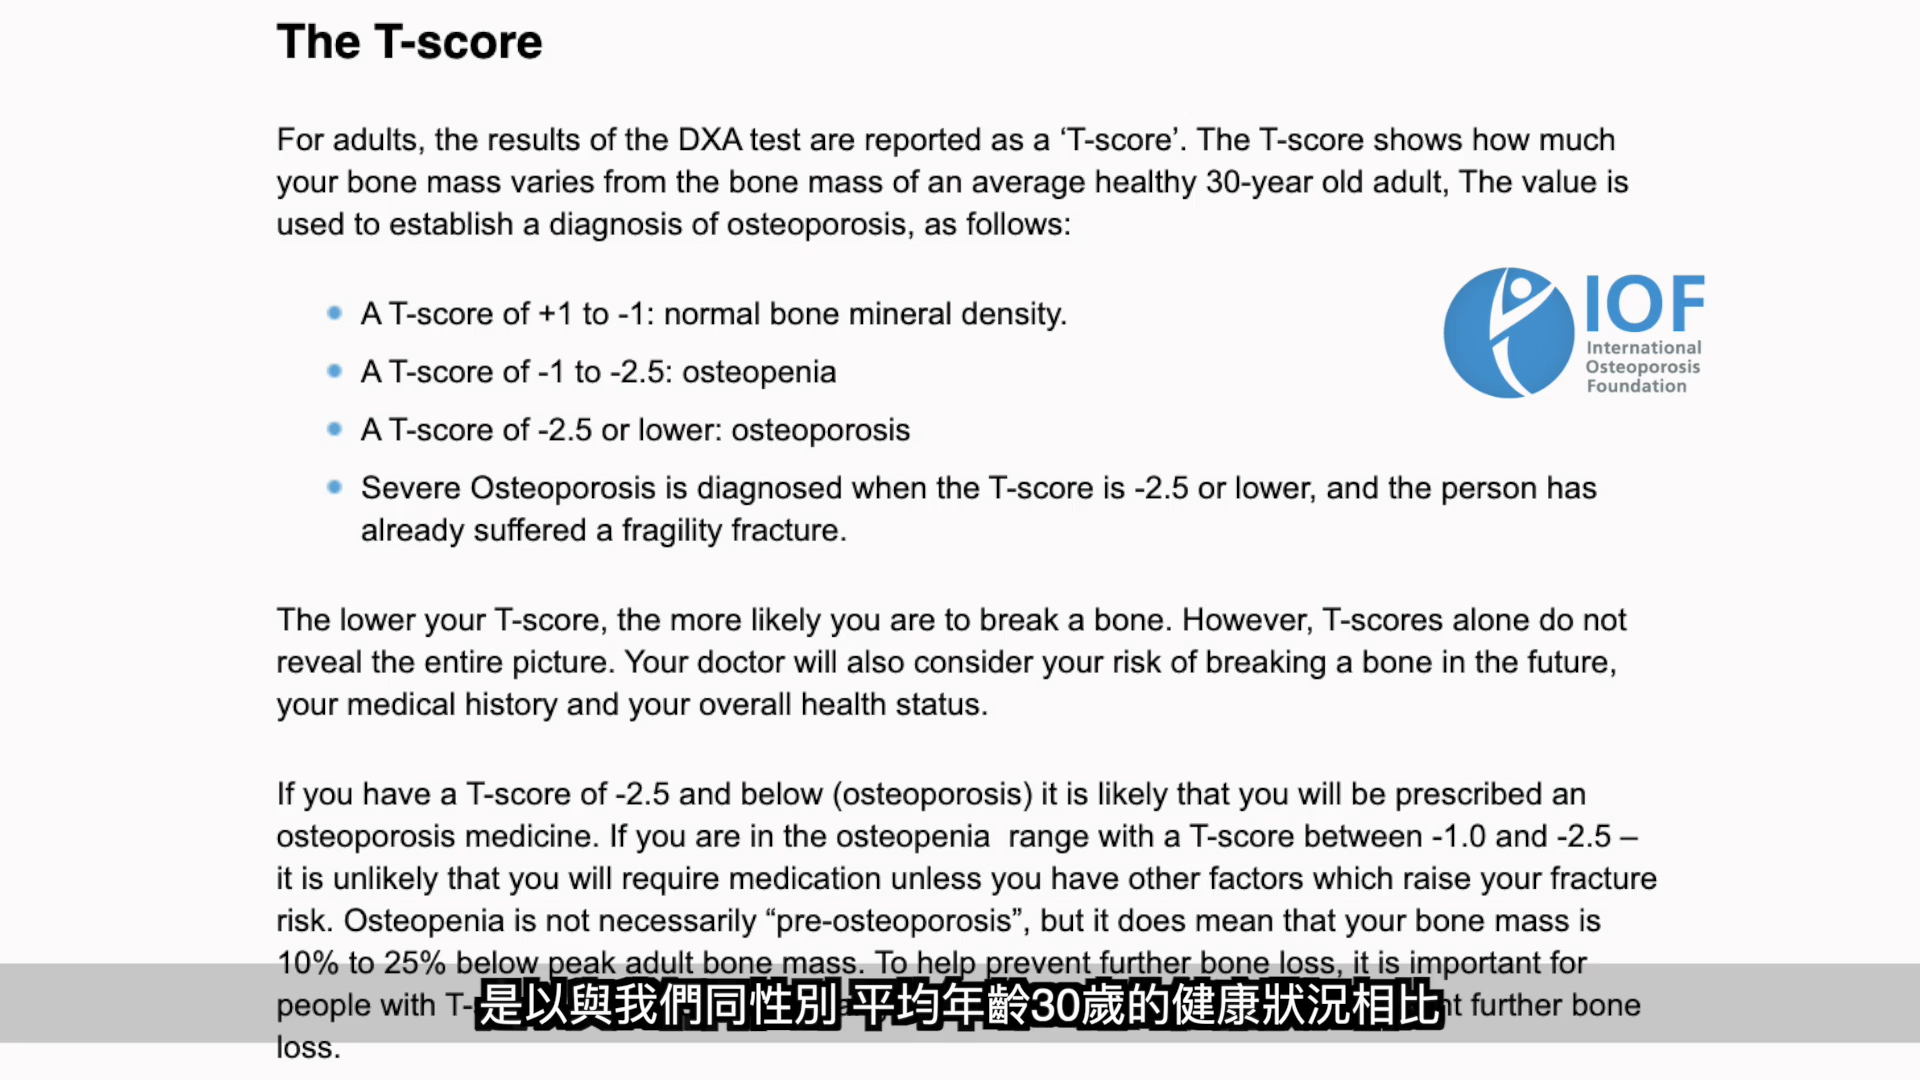 The T-score
For adults, the results of the DXA test are reported as a ‘T-score’. The T-score shows how much
your bone mass varies from the bone mass of an average healthy 30-year old adult, The value is
used to establish a diagnosis of osteoporosis, as follows:
A T-score of +1 to -1: normal bone mineral density.
A T-score of -1 to -2.5: osteopenia
A T-score of -2.5 or lower: osteoporosis
Severe Osteoporosis is diagnosed when the T-score is -2.5 or lower, and the person has
already suffered a fragility fracture.
IOF
International
Osteoporosis
Foundation
The lower your T-score, the more likely you are to break a bone. However, T-scores alone do not
reveal the entire picture. Your doctor will also consider your risk of breaking a bone in the future,
your medical history and your overall health status.
If you have a T-score of -2.5 and below (osteoporosis) it is likely that you will be prescribed an
osteoporosis medicine. If you are in the osteopenia  range with a T-score between -1.0 and -2.5 –
it is unlikely that you will require medication unless you have other factors which raise your fracture
risk. Osteopenia is not necessarily “pre-osteoporosis”, but it does mean that your bone mass is
10% to 25% below peak adult bone mass. To help prevent further bone loss, it is important for
people with further bone
loss.
是以與我們同性別 平均年齡30歲的健康狀況相比